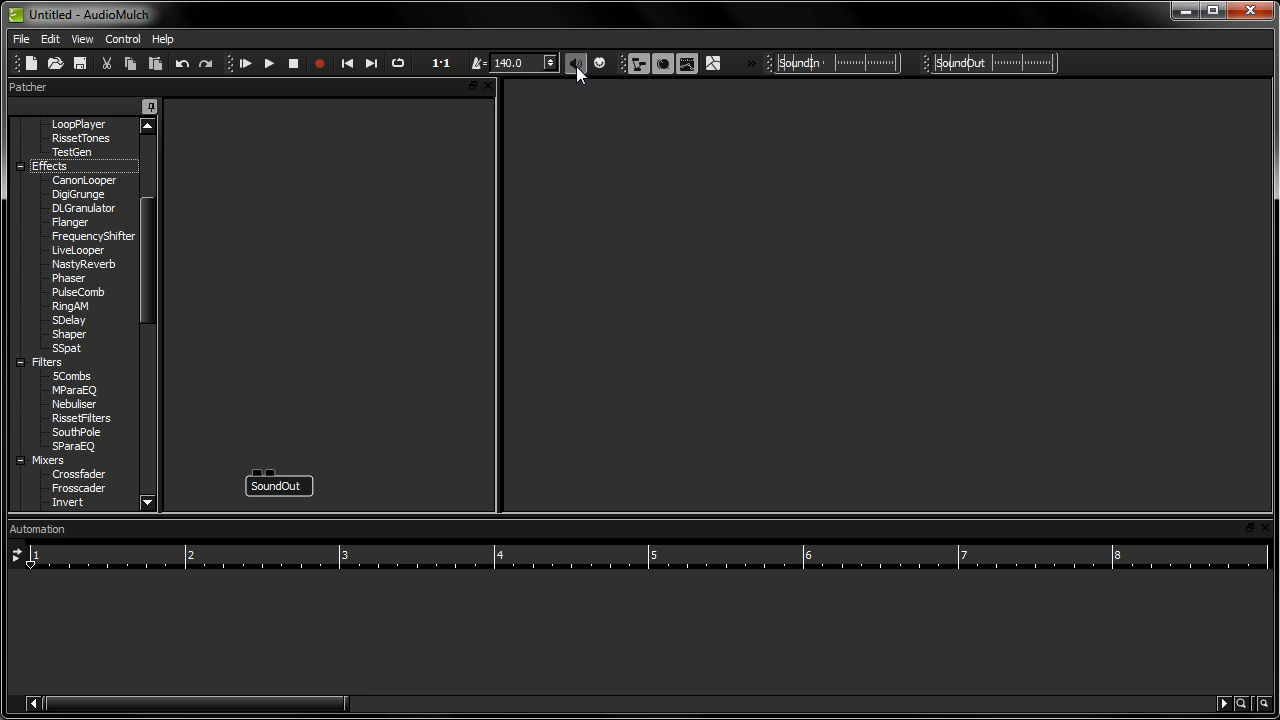 Untitled - AudioMulch
File Edit View Control Help
1·1 = 140.0 » SoundIn SoundOut
Patcher
LoopPlayer
RissetTones
TestGen
Effects
CanonLooper
DigiGrunge
DLGranulator
Flanger
FrequencyShifter
LiveLooper
NastyReverb
Phaser
PulseComb
RingAM
SDelay
Shaper
SSpat
Filters
5Combs
MParaEQ
Nebuliser
RissetFilters
SouthPole
SParaEQ
Mixers
Crossfader
Frosscader
Invert
SoundOut
Automation
1 2 3 4 5 6 7 8